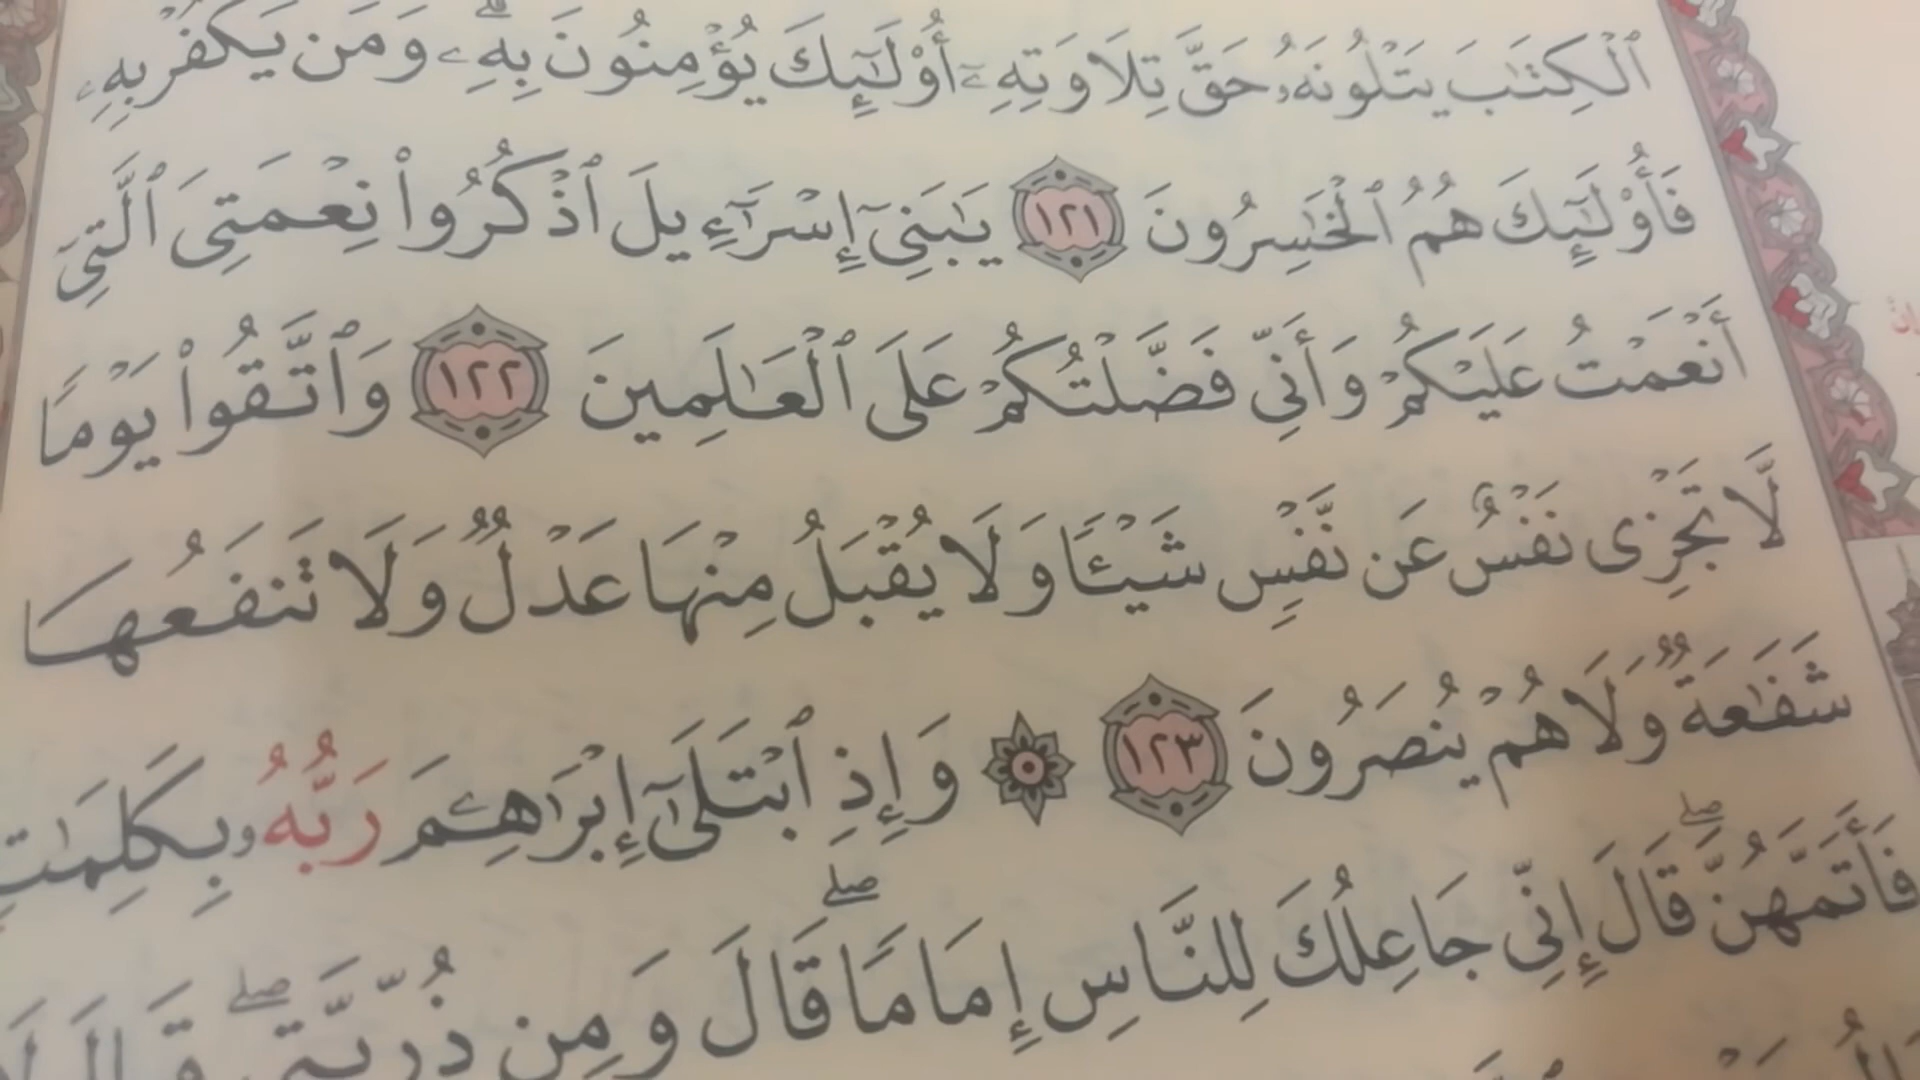 ٱلْكِتَٰبَ يَتْلُونَهُۥ حَقَّ تِلَاوَتِهِۦٓ أُو۟لَٰٓئِكَ يُؤْمِنُونَ بِهِۦۗ وَمَن يَكْفُرْ بِهِۦ
فَأُو۟لَٰٓئِكَ هُمُ ٱلْخَٰسِرُونَ ١٢١ يَٰبَنِىٓ إِسْرَٰٓءِيلَ ٱذْكُرُوا۟ نِعْمَتِىَ ٱلَّتِىٓ
أَنْعَمْتُ عَلَيْكُمْ وَأَنِّى فَضَّلْتُكُمْ عَلَى ٱلْعَٰلَمِينَ ١٢٢ وَٱتَّقُوا۟ يَوْمًا
لَّا تَجْزِى نَفْسٌ عَن نَّفْسٍ شَيْـًٔا وَلَا يُقْبَلُ مِنْهَا عَدْلٌ وَلَا تَنفَعُهَا
شَفَٰعَةٌ وَلَا هُمْ يُنصَرُونَ ١٢٣ ۞ وَإِذِ ٱبْتَلَىٰٓ إِبْرَٰهِـۧمَ رَبُّهُۥ بِكَلِمَٰتٍ
فَأَتَمَّهُنَّۖ قَالَ إِنِّى جَاعِلُكَ لِلنَّاسِ إِمَامًاۖ قَالَ وَمِن ذُرِّيَّتِىۖ قَالَ لَا